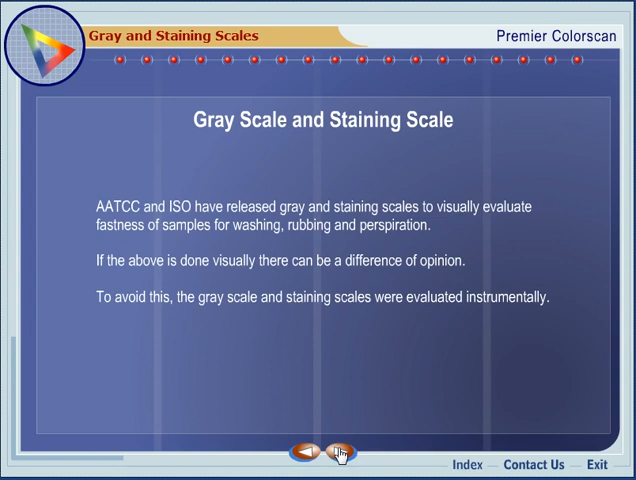 Gray and Staining Scales
Premier Colorscan
Gray Scale and Staining Scale
AATCC and ISO have released gray and staining scales to visually evaluate
fastness of samples for washing, rubbing and perspiration.
If the above is done visually there can be a difference of opinion.
To avoid this, the gray scale and staining scales were evaluated instrumentally.
Index — Contact Us — Exit